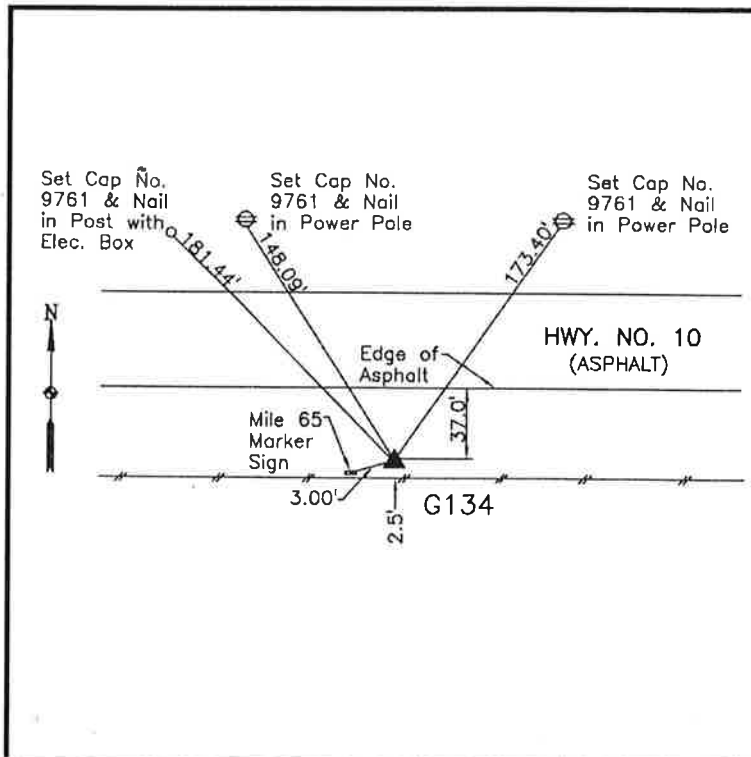 Set Cap No.
9761 & Nail
in Post with
Elec. Box
Set Cap No.
9761 & Nail
in Power Pole
Set Cap No.
9761 & Nail
in Power Pole
181.44'
148.09'
173.40'
N
HWY. NO. 10
(ASPHALT)
Edge of
Asphalt
37.0'
Mile 65
Marker
Sign
3.00'
G134
2.5'